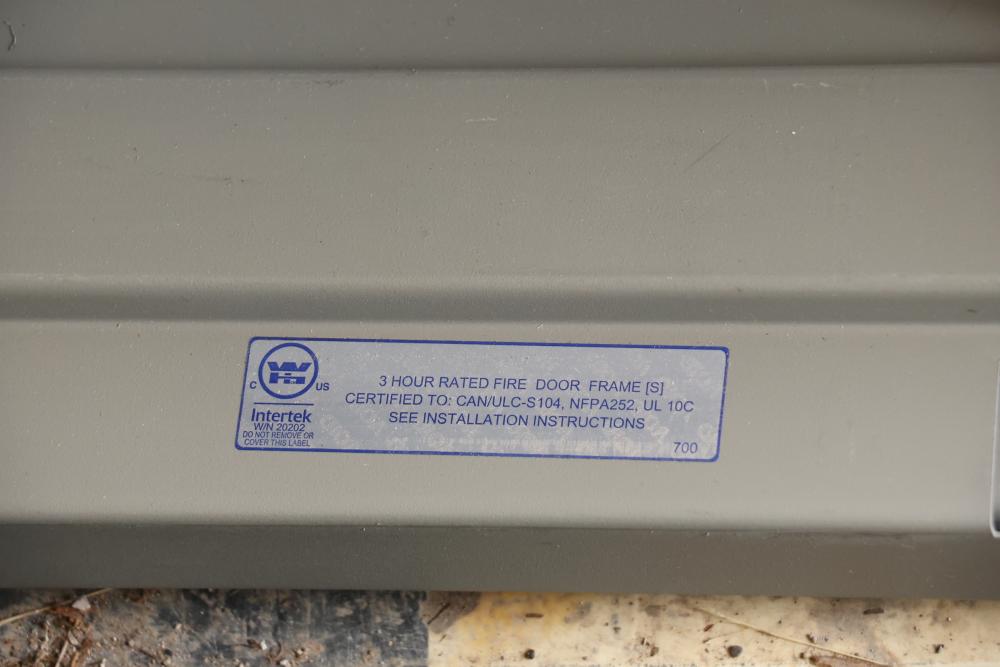 WH
C US
Intertek
W/N 20202
DO NOT REMOVE OR
COVER THIS LABEL
3 HOUR RATED FIRE DOOR FRAME [S]
CERTIFIED TO: CAN/ULC-S104, NFPA252, UL 10C
SEE INSTALLATION INSTRUCTIONS
700